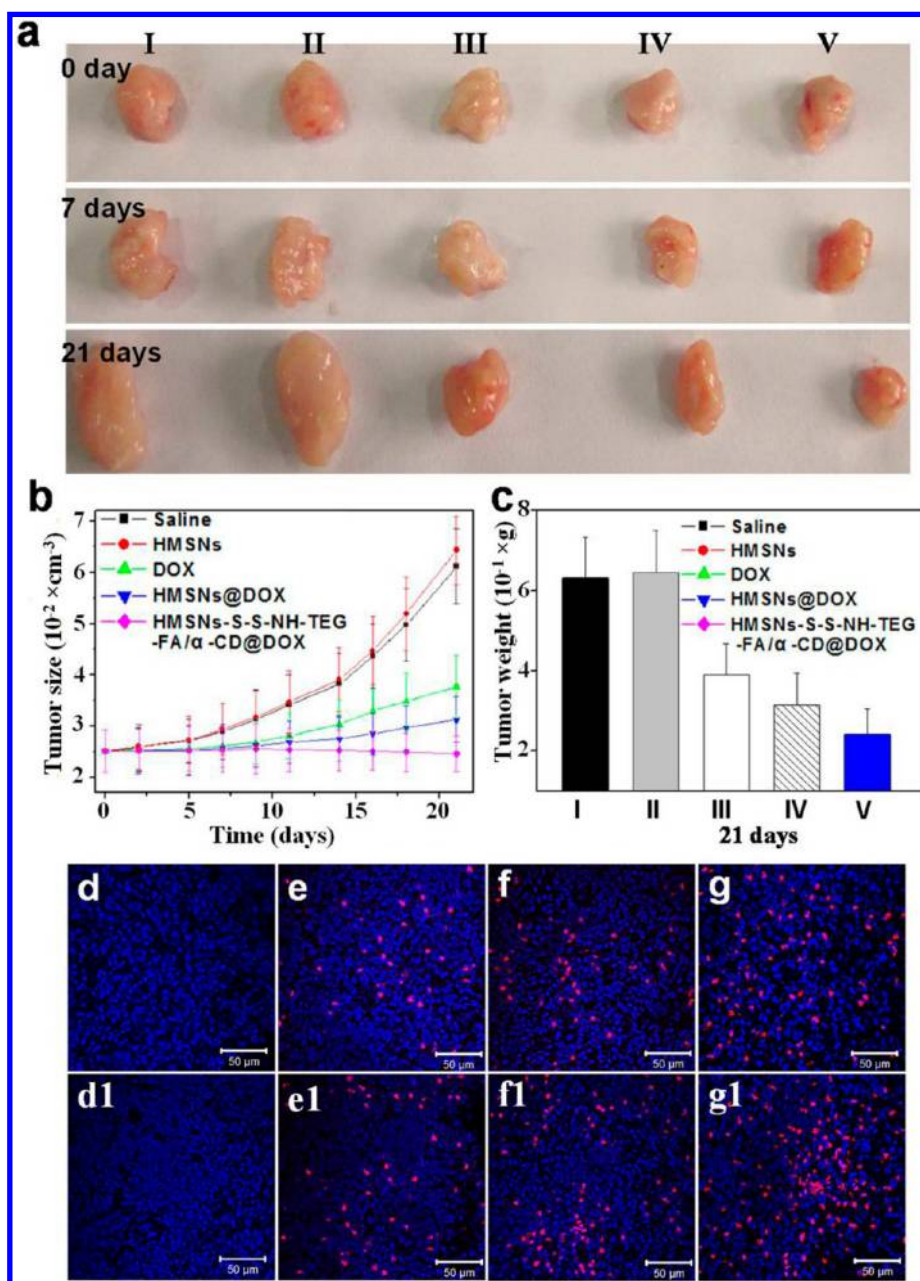 a
I II III IV V
0 day
7 days
21 days
b
7
6
5
4
3
2
Tumor size (10⁻² ×cm⁻³)
Saline
HMSNs
DOX
HMSNs@DOX
HMSNs-S-S-NH-TEG
-FA/α -CD@DOX
0 5 10 15 20
Time (days)
c
8
6
4
2
Tumor weight (10⁻¹ ×g)
Saline
HMSNs
DOX
HMSNs@DOX
HMSNs-S-S-NH-TEG
-FA/α -CD@DOX
I II III IV V
21 days
d e f g
50 µm 50 µm 50 µm 50 µm
d1 e1 f1 g1
50 µm 50 µm 50 µm 50 µm